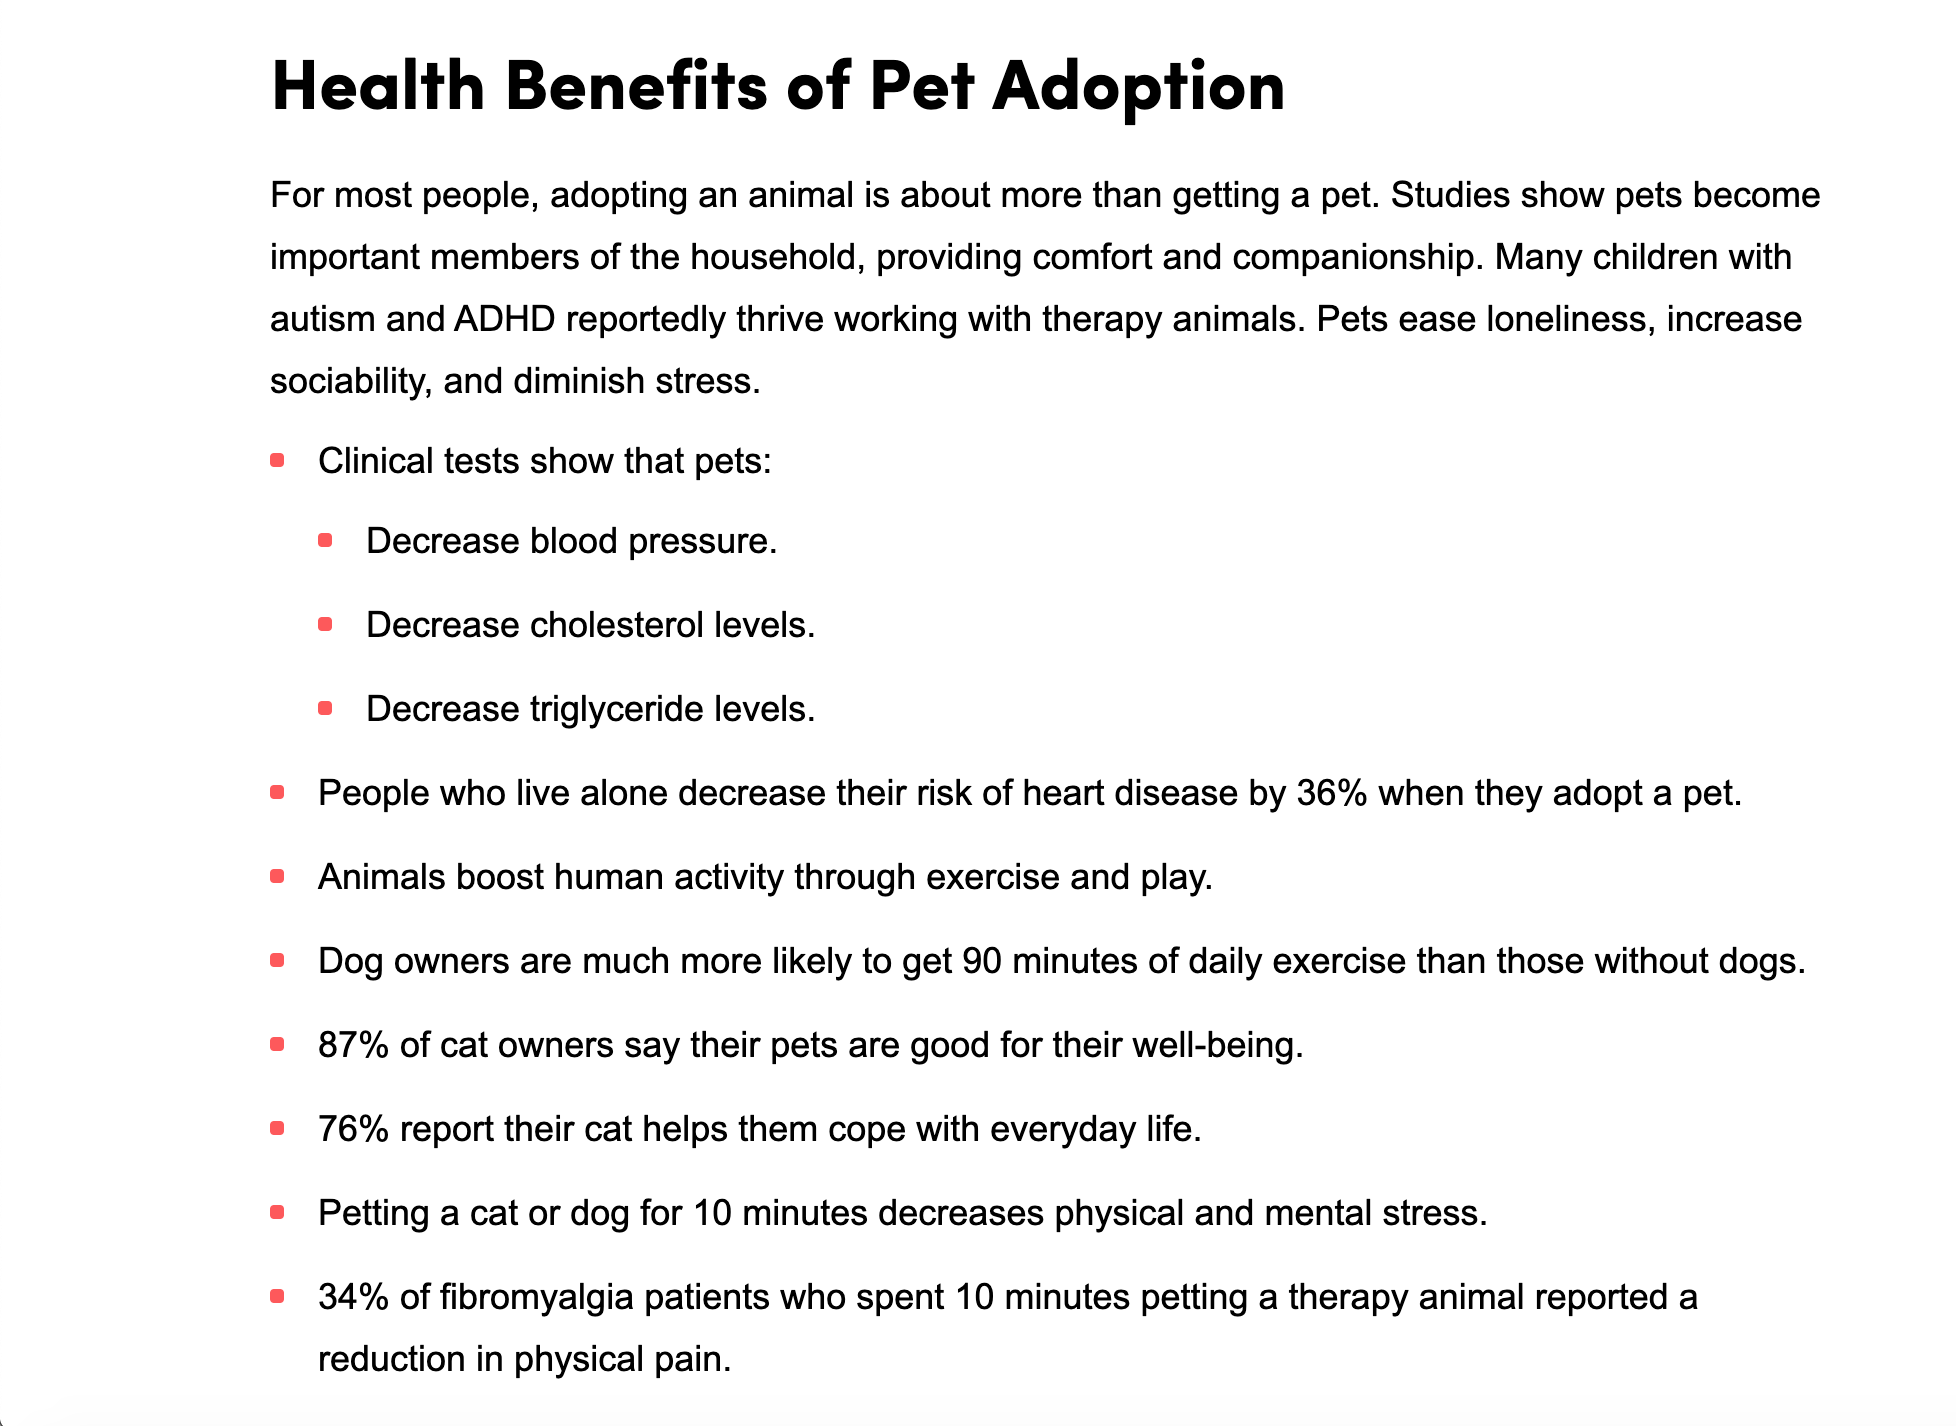 Health Benefits of Pet Adoption
For most people, adopting an animal is about more than getting a pet. Studies show pets become
important members of the household, providing comfort and companionship. Many children with
autism and ADHD reportedly thrive working with therapy animals. Pets ease loneliness, increase
sociability, and diminish stress.
Clinical tests show that pets:
Decrease blood pressure.
Decrease cholesterol levels.
Decrease triglyceride levels.
People who live alone decrease their risk of heart disease by 36% when they adopt a pet.
Animals boost human activity through exercise and play.
Dog owners are much more likely to get 90 minutes of daily exercise than those without dogs.
87% of cat owners say their pets are good for their well-being.
76% report their cat helps them cope with everyday life.
Petting a cat or dog for 10 minutes decreases physical and mental stress.
34% of fibromyalgia patients who spent 10 minutes petting a therapy animal reported a
reduction in physical pain.